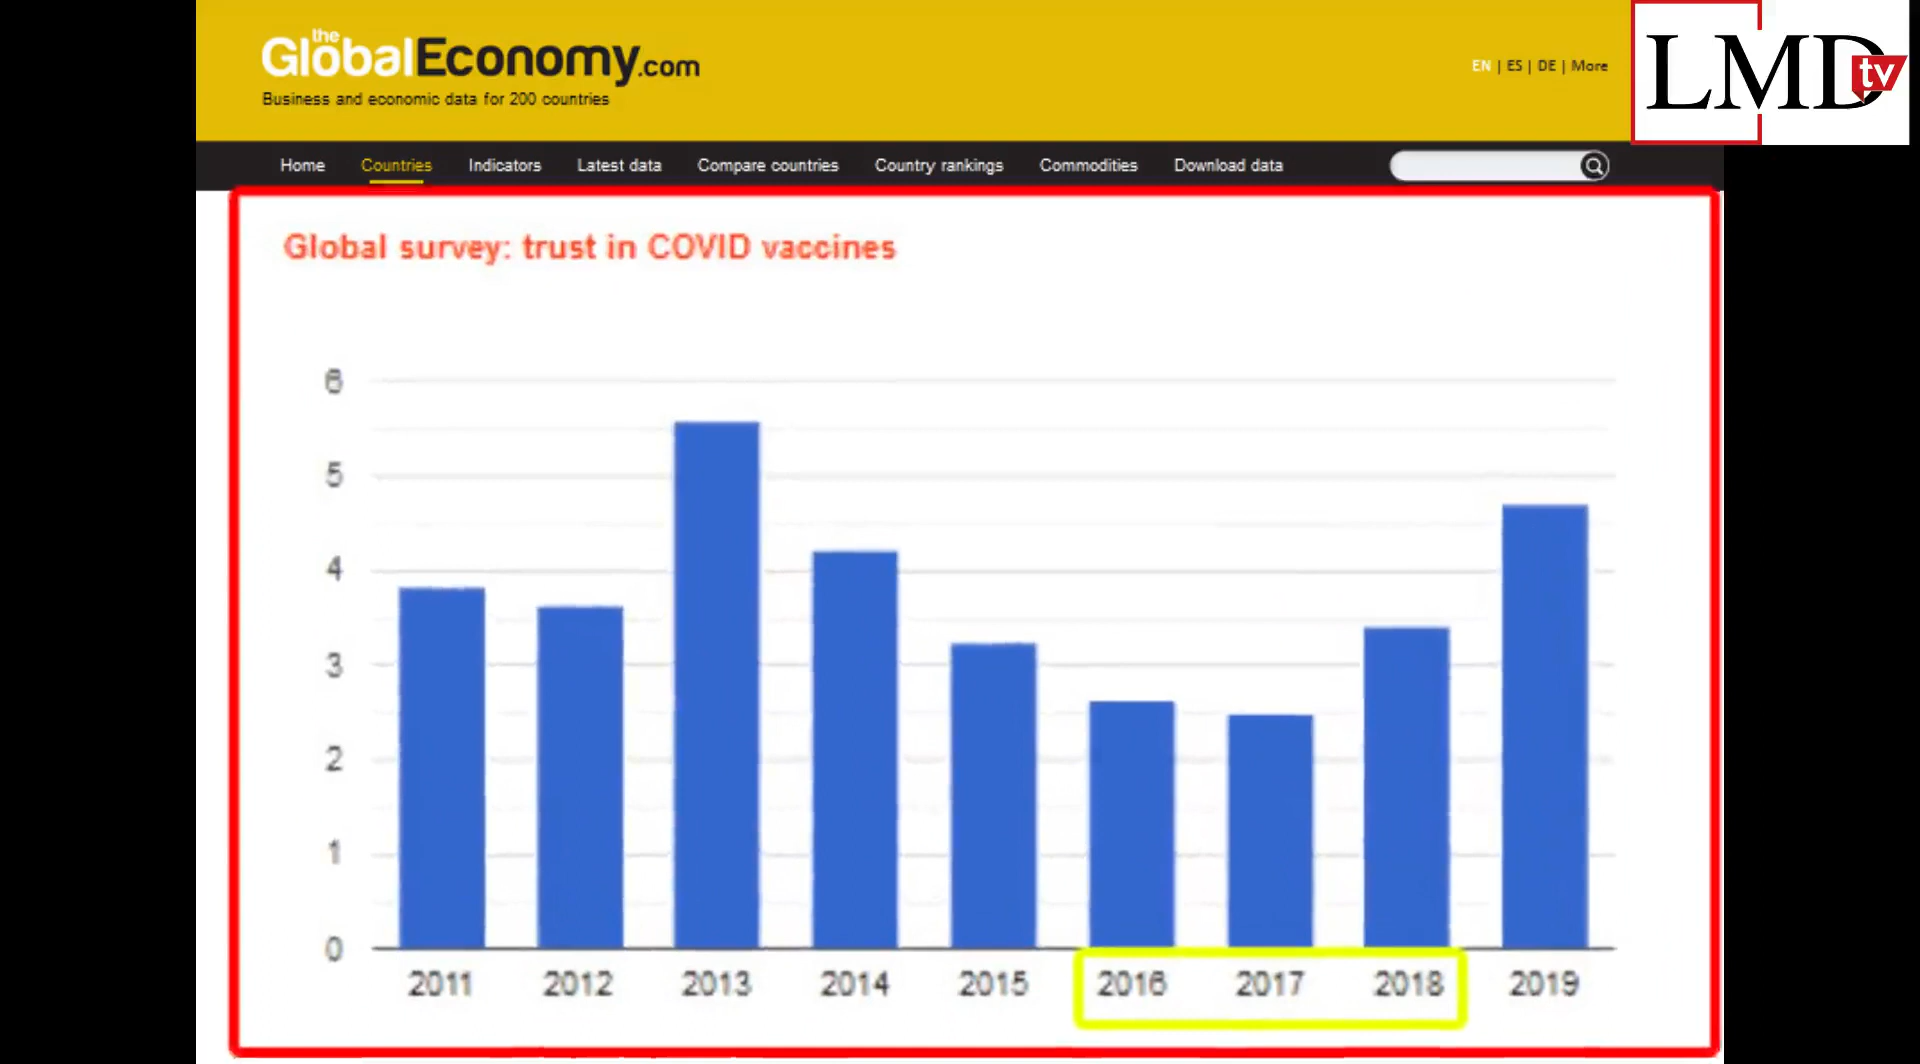 the
GlobalEconomy.com
Business and economic data for 200 countries
EN | ES | DE | More
LMD tv
Home Countries Indicators Latest data Compare countries Country rankings Commodities Download data
Global survey: trust in COVID vaccines
6
5
4
3
2
1
0
2011 2012 2013 2014 2015 2016 2017 2018 2019